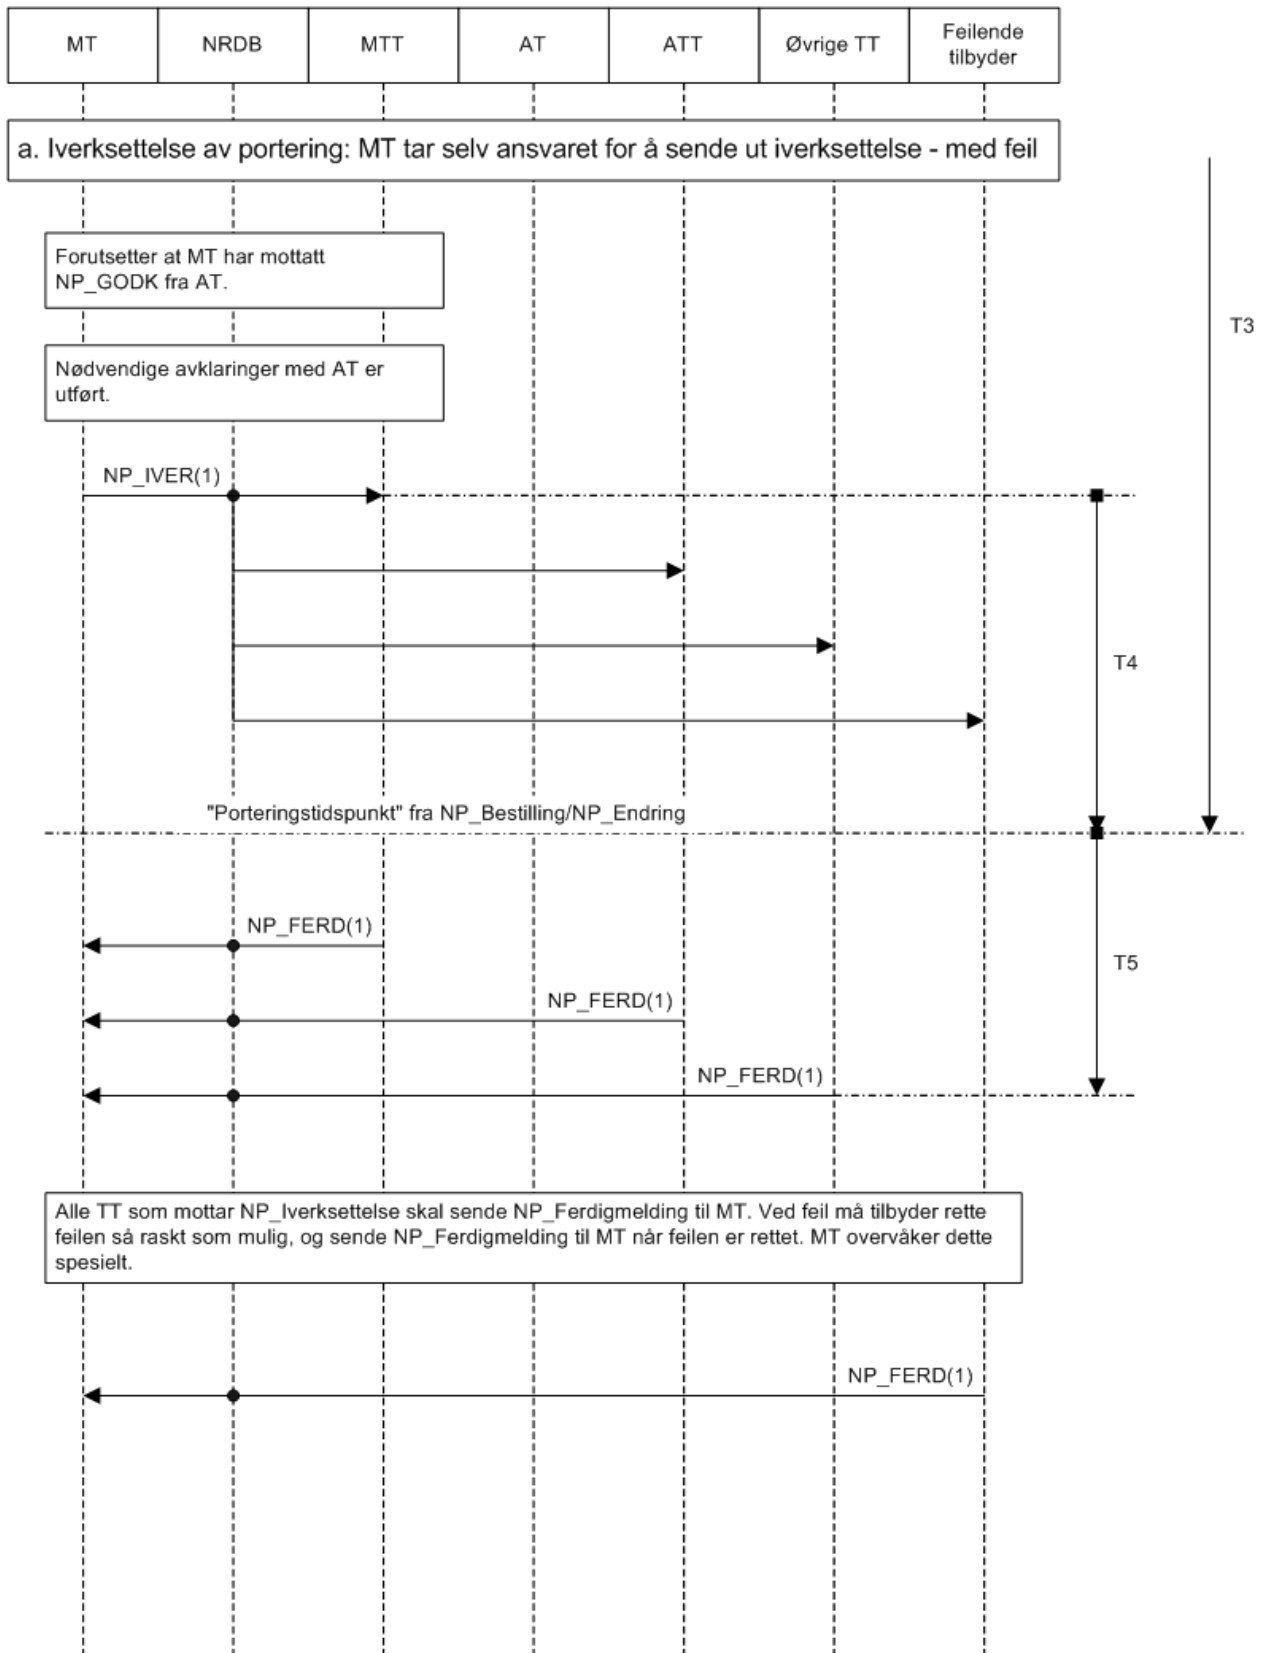 MT
NRDB
MTT
AT
ATT
Øvrige TT
Feilende
tilbyder
a. Iverksettelse av portering: MT tar selv ansvaret for å sende ut iverksettelse - med feil
Forutsetter at MT har mottatt
NP_GODK fra AT.
T3
Nødvendige avklaringer med AT er
utført.
NP_IVER(1)
T4
"Porteringstidspunkt" fra NP_Bestilling/NP_Endring
NP_FERD(1)
T5
NP_FERD(1)
NP_FERD(1)
Alle TT som mottar NP_Iverksettelse skal sende NP_Ferdigmelding til MT. Ved feil må tilbyder rette
feilen så raskt som mulig, og sende NP_Ferdigmelding til MT når feilen er rettet. MT overvåker dette
spesielt.
NP_FERD(1)